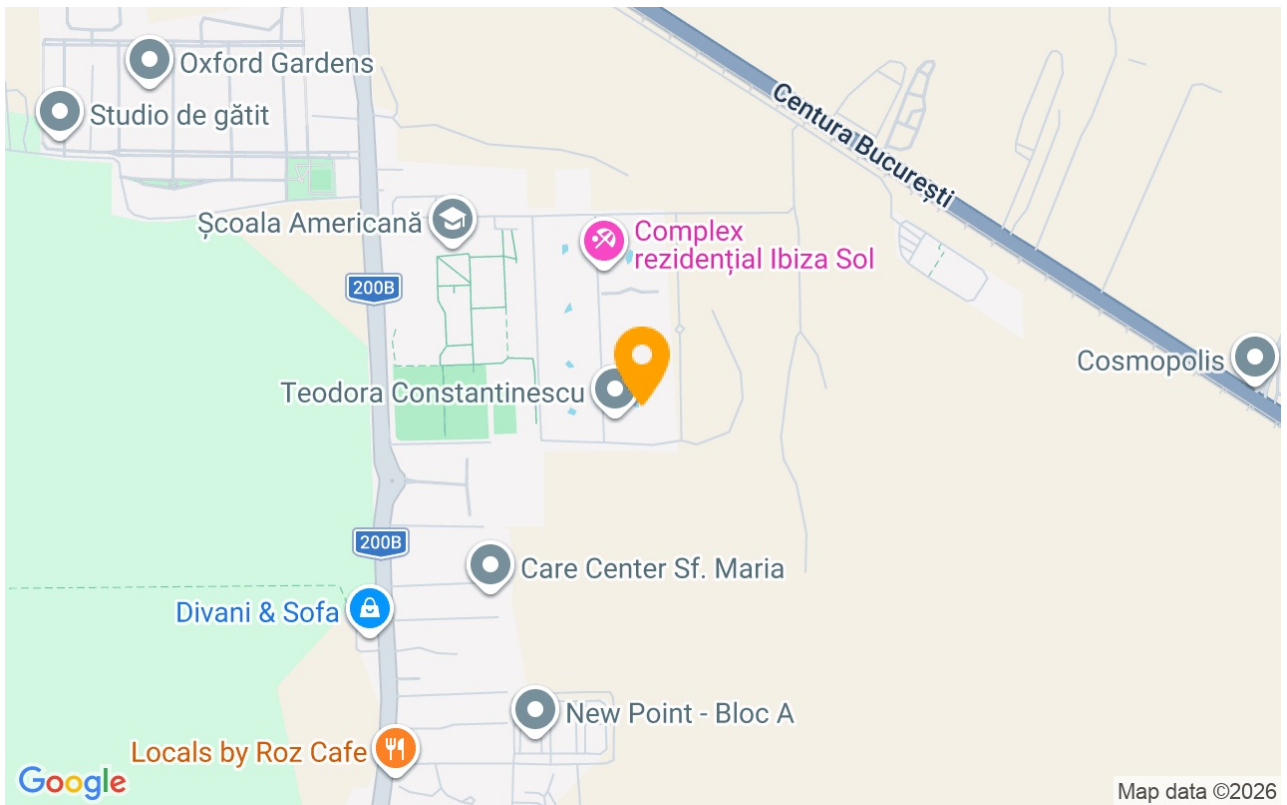 Oxford Gardens
Studio de gătit
Centura București
Școala Americană
Complex
rezidențial Ibiza Sol
200B
Cosmopolis
Teodora Constantinescu
200B
Care Center Sf. Maria
Divani & Sofa
New Point - Bloc A
Locals by Roz Cafe
Google
Map data ©2026